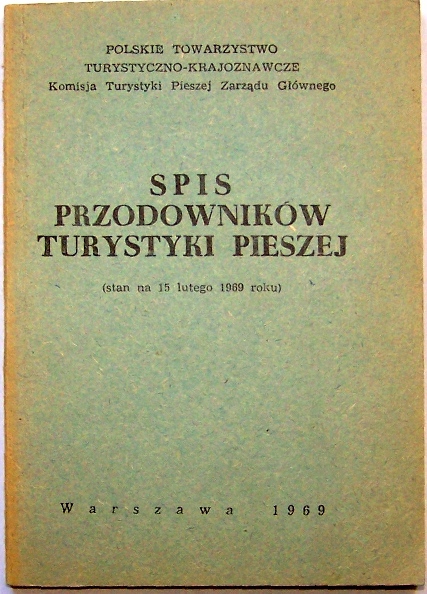 POLSKIE TOWARZYSTWO
TURYSTYCZNO-KRAJOZNAWCZE
Komisja Turystyki Pieszej Zarządu Głównego
SPIS
PRZODOWNIKÓW
TURYSTYKI PIESZEJ
(stan na 15 lutego 1969 roku)
Warszawa 1969